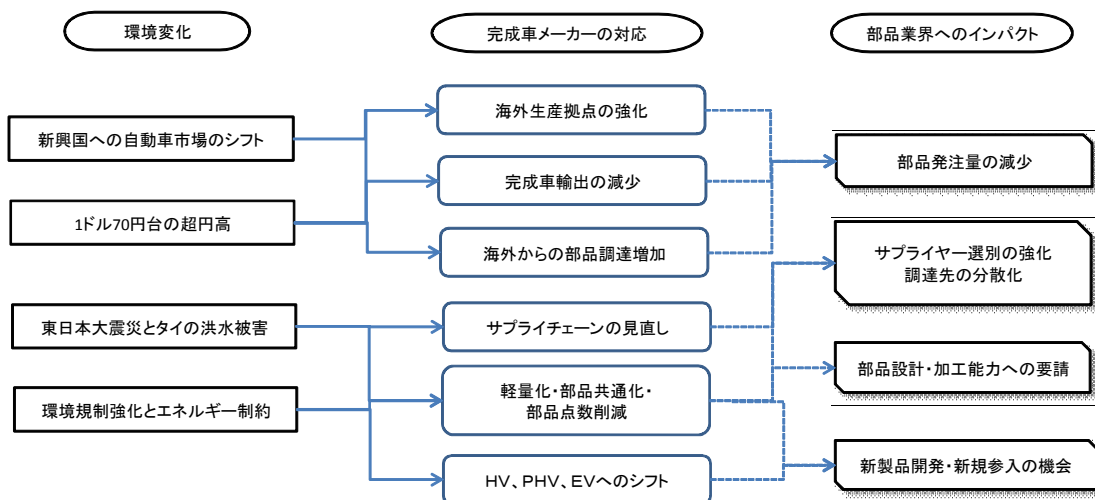 環境変化
完成車メーカーの対応
部品業界へのインパクト
新興国への自動車市場のシフト
1ドル70円台の超円高
東日本大震災とタイの洪水被害
環境規制強化とエネルギー制約
海外生産拠点の強化
完成車輸出の減少
海外からの部品調達増加
サプライチェーンの見直し
軽量化・部品共通化・
部品点数削減
HV、PHV、EVへのシフト
部品発注量の減少
サプライヤー選別の強化
調達先の分散化
部品設計・加工能力への要請
新製品開発・新規参入の機会